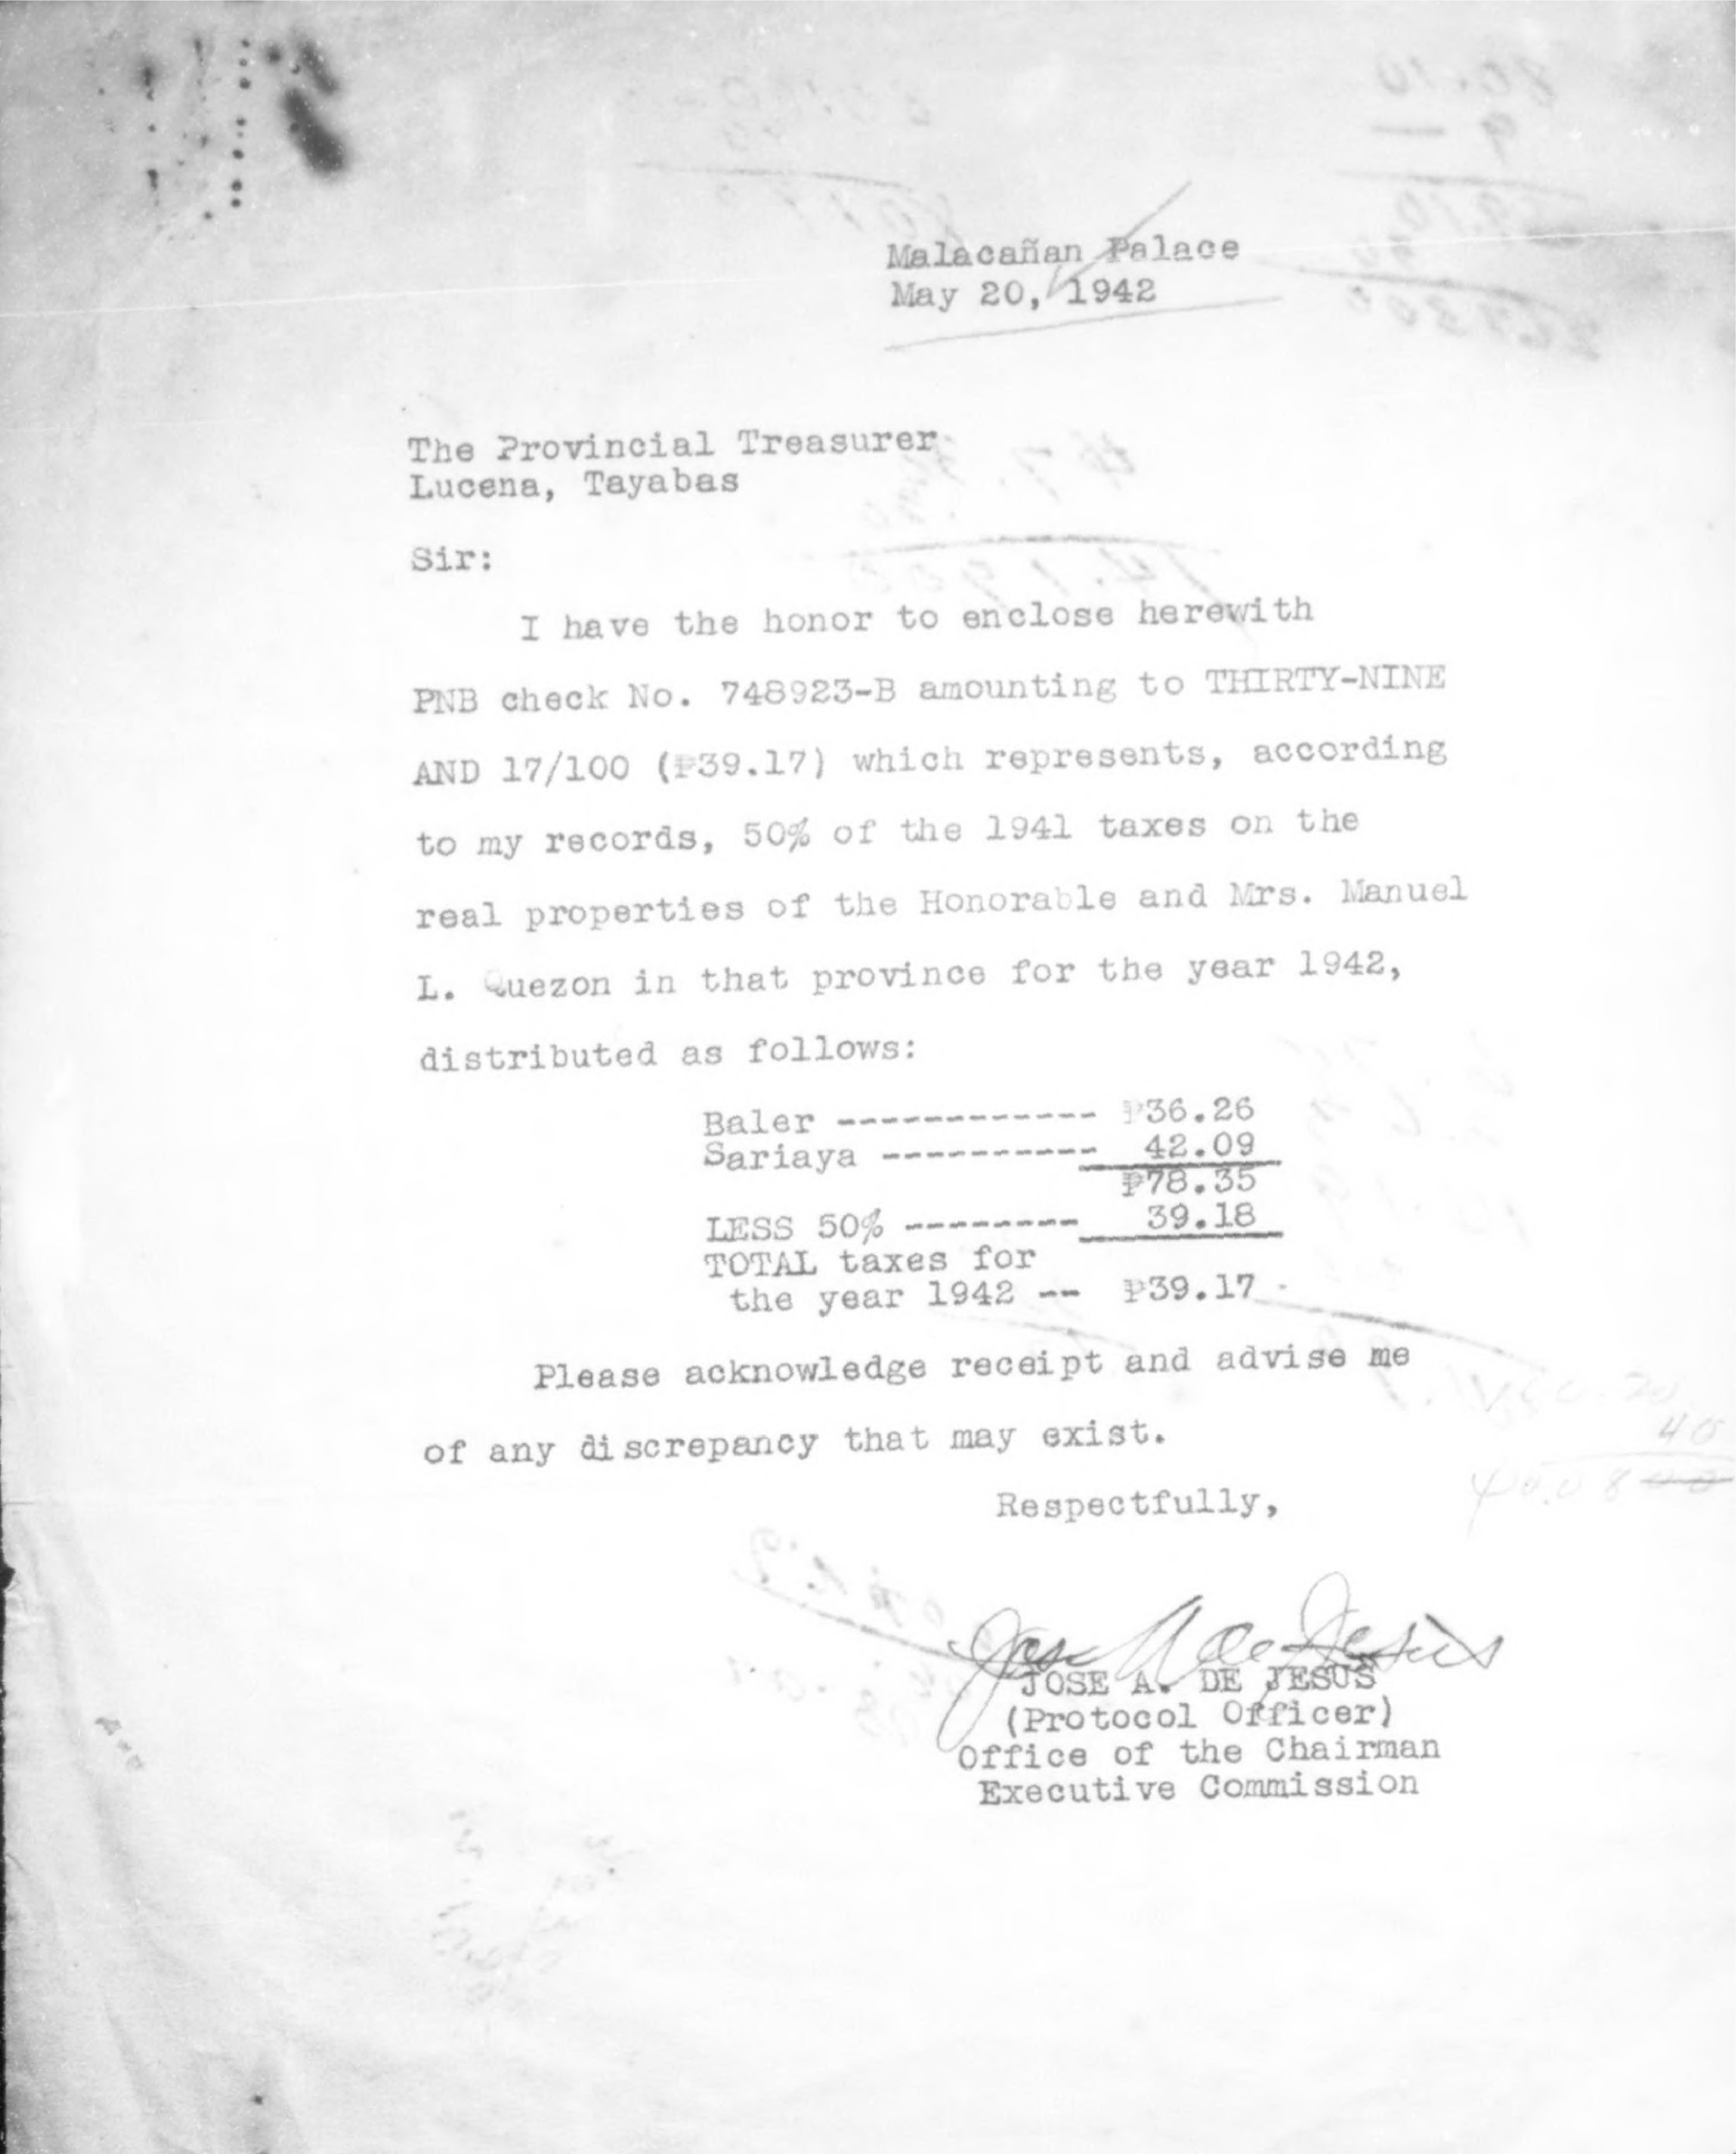 Malacañan Palace
May 20, 1942
The Provincial Treasurer
Lucena, Tayabas
Sir:
I have the honor to enclose herewith
PNB check No. 748923-B amounting to THIRTY-NINE
AND 17/100 (₱39.17) which represents, according
to my records, 50% of the 1941 taxes on the
real properties of the Honorable and Mrs. Manuel
L. Quezon in that province for the year 1942,
distributed as follows:
Baler ------------ ₱36.26
Sariaya ---------- 42.09
₱78.35
LESS 50% --------- 39.18
TOTAL taxes for
the year 1942 -- ₱39.17
Please acknowledge receipt and advise me
of any discrepancy that may exist.
40
Respectfully,
Jose A de Jesus
JOSE A. DE JESUS
(Protocol Officer)
Office of the Chairman
Executive Commission